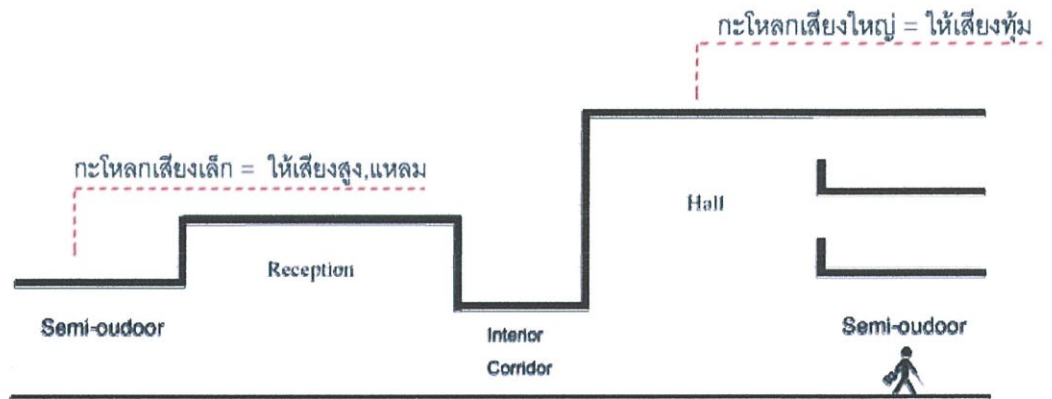 กะโหลกเสียงใหญ่ = ให้เสียงทุ้ม
กะโหลกเสียงเล็ก = ให้เสียงสูง,แหลม
Hall
Reception
Semi-oudoor
Interior
Corridor
Semi-oudoor